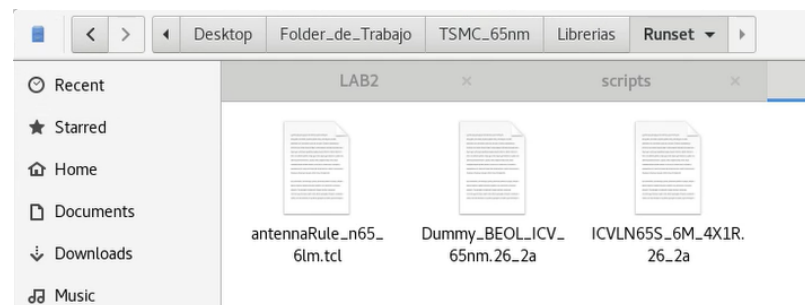 Desktop Folder_de_Trabajo TSMC_65nm Librerias Runset
LAB2 scripts
Recent
Starred
Home
Documents
Downloads
Music
antennaRule_n65_
6lm.tcl
Dummy_BEOL_ICV_
65nm.26_2a
ICVLN65S_6M_4X1R.
26_2a